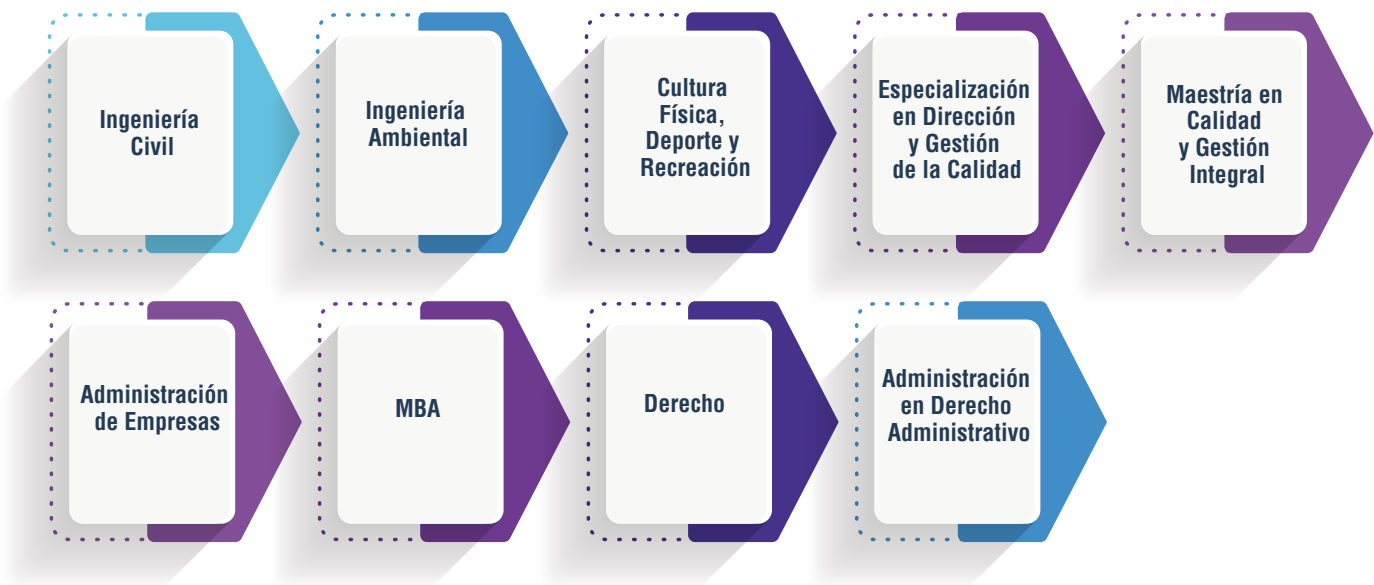 Ingeniería
Civil
Ingeniería
Ambiental
Cultura
Física,
Deporte y
Recreación
Especialización
en Dirección
y Gestión
de la Calidad
Maestría en
Calidad
y Gestión
Integral
Administración
de Empresas
MBA
Derecho
Administración
en Derecho
Administrativo